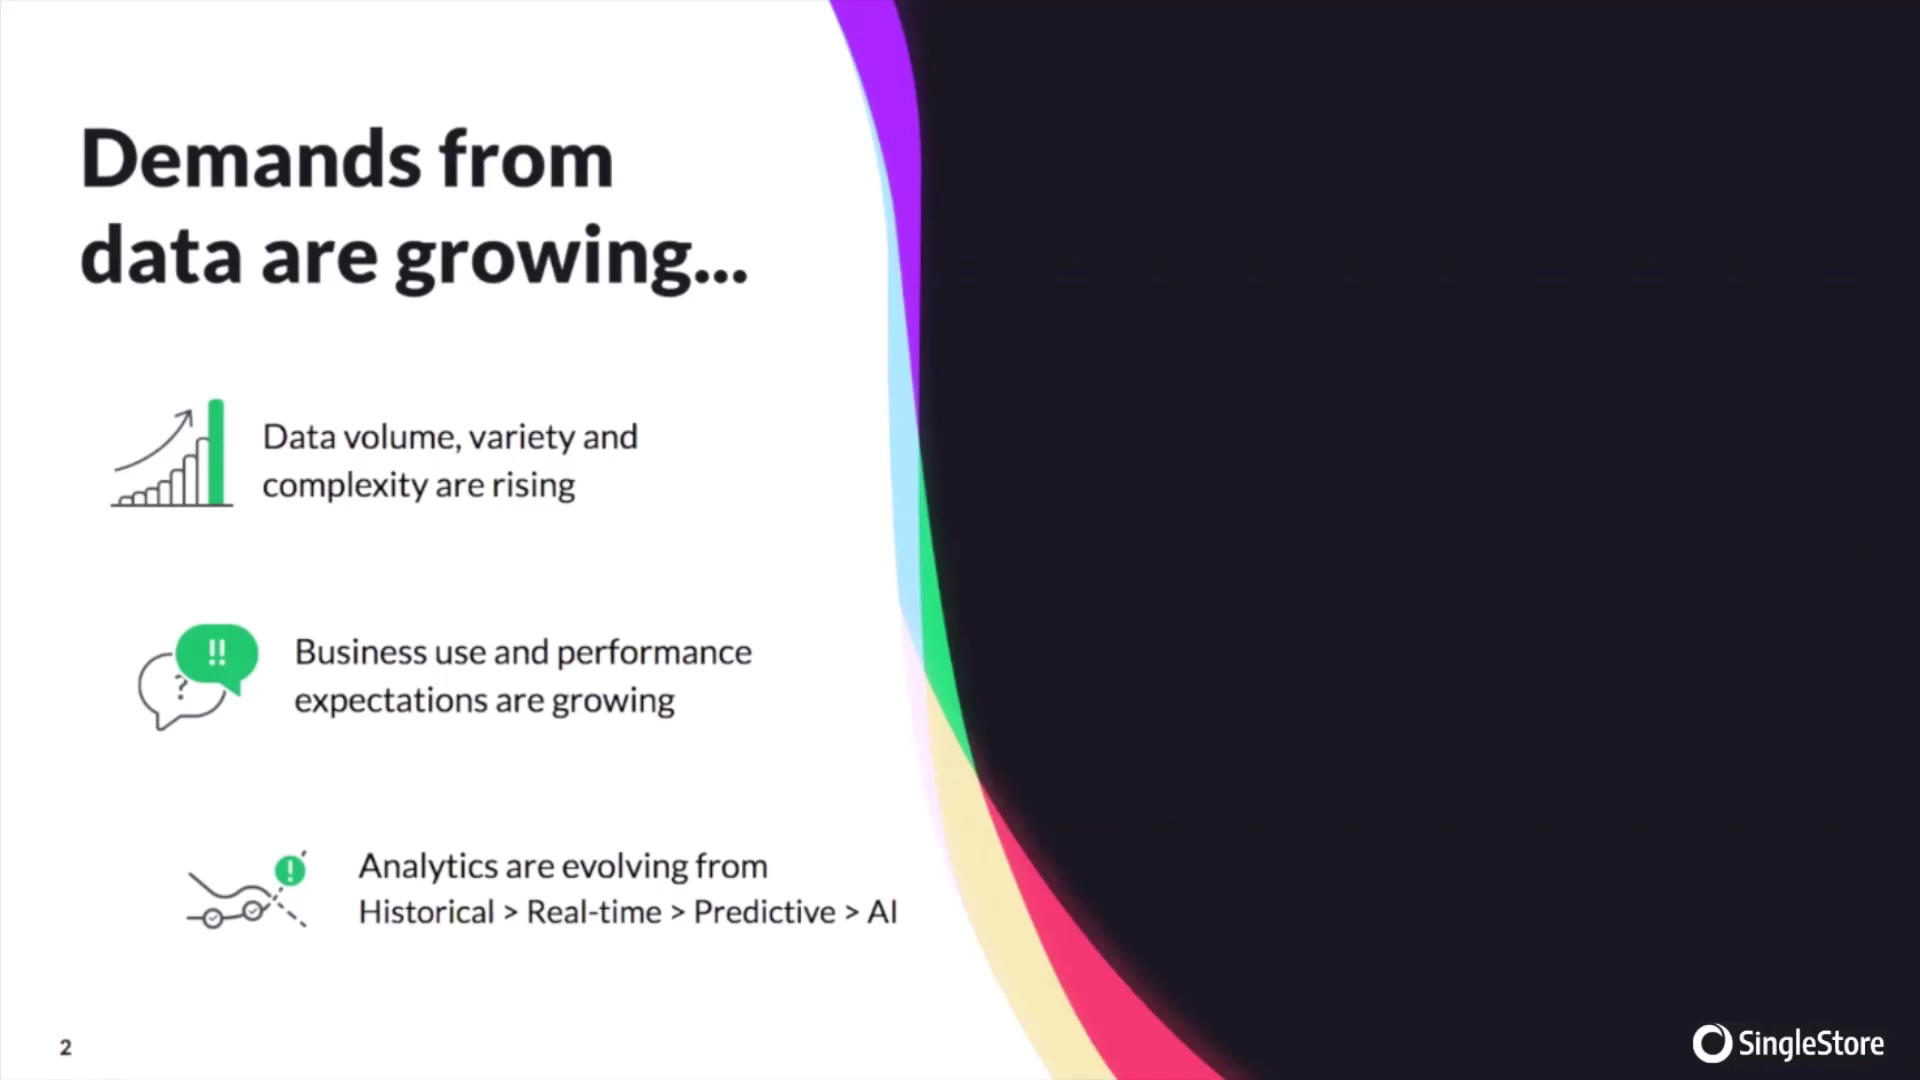 Demands from
data are growing...
Data volume, variety and
complexity are rising
!!
?
Business use and performance
expectations are growing
!
Analytics are evolving from
Historical > Real-time > Predictive > AI
2
SingleStore